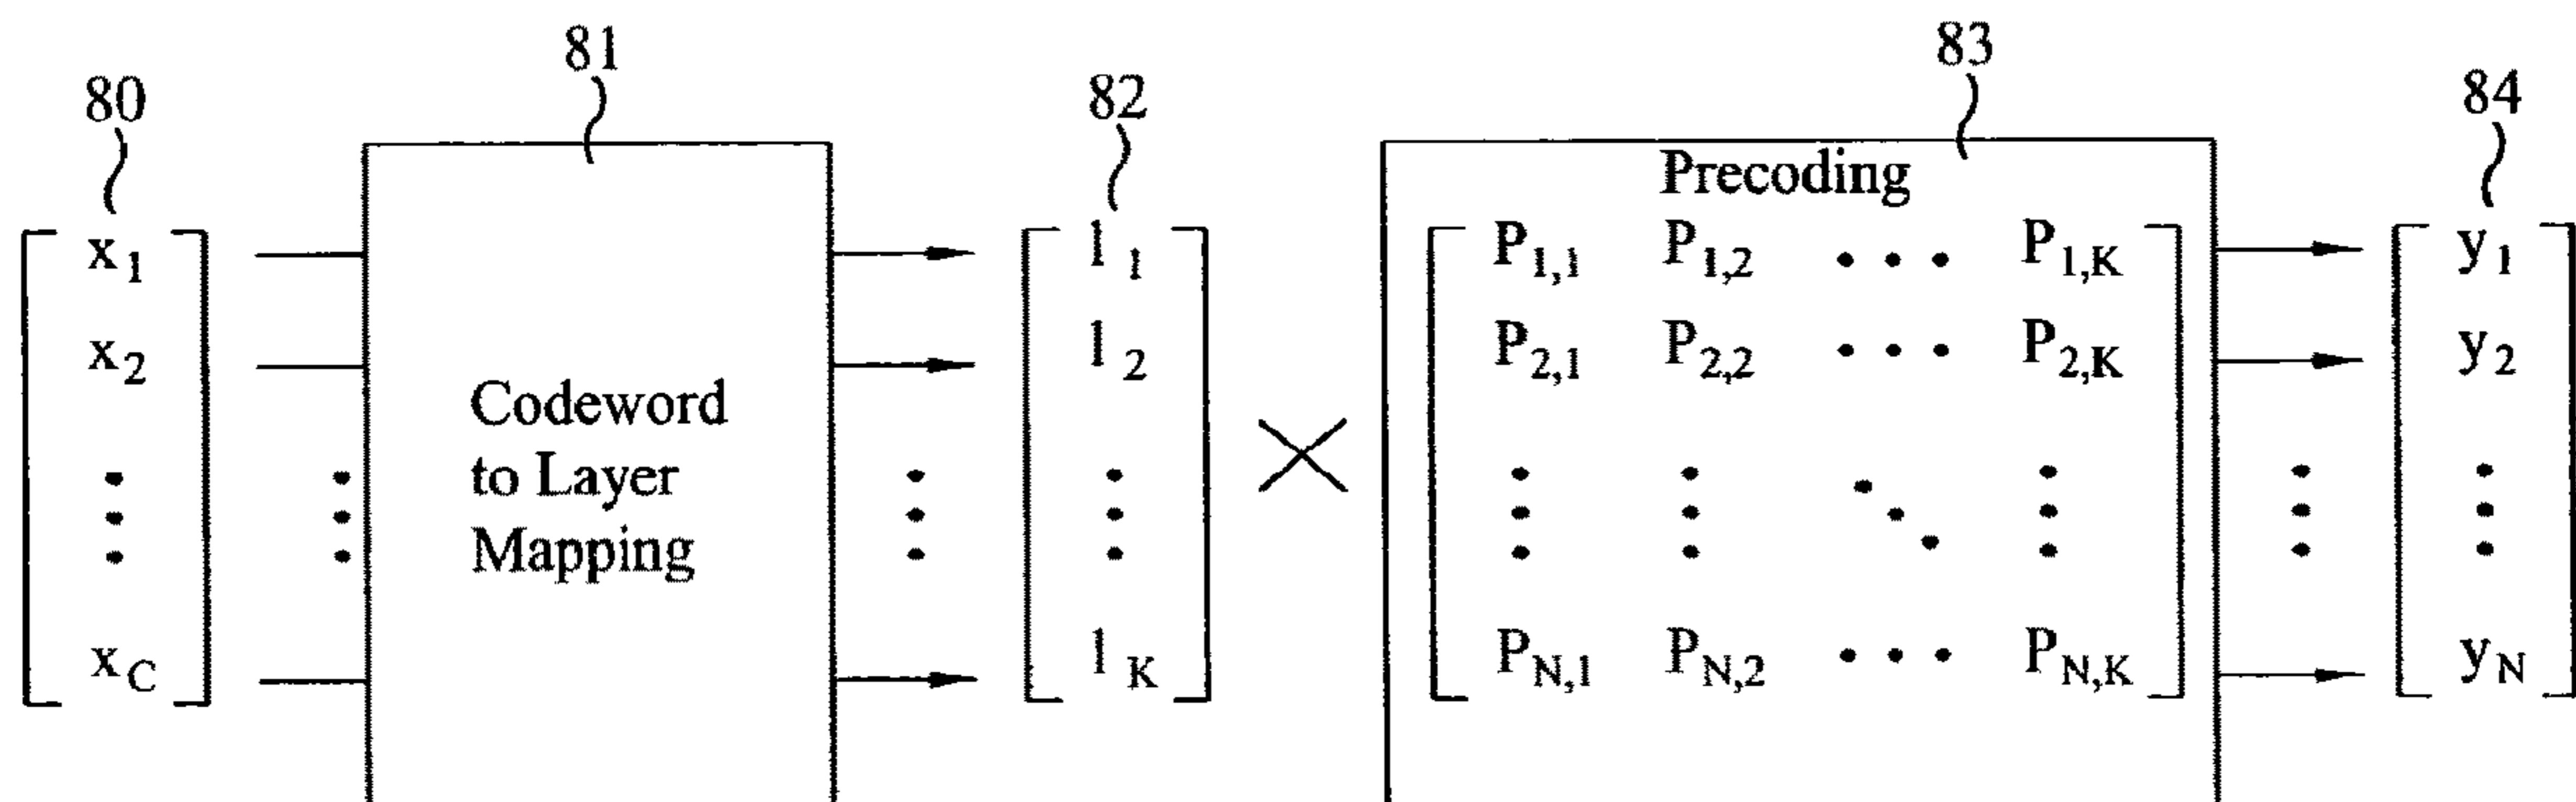 80 81 82 83 84
Precoding
x1 l1 P1,1 P1,2 ... P1,K y1
x2 l2 P2,1 P2,2 ... P2,K y2
Codeword
to Layer
Mapping
xC lK PN,1 PN,2 ... PN,K yN